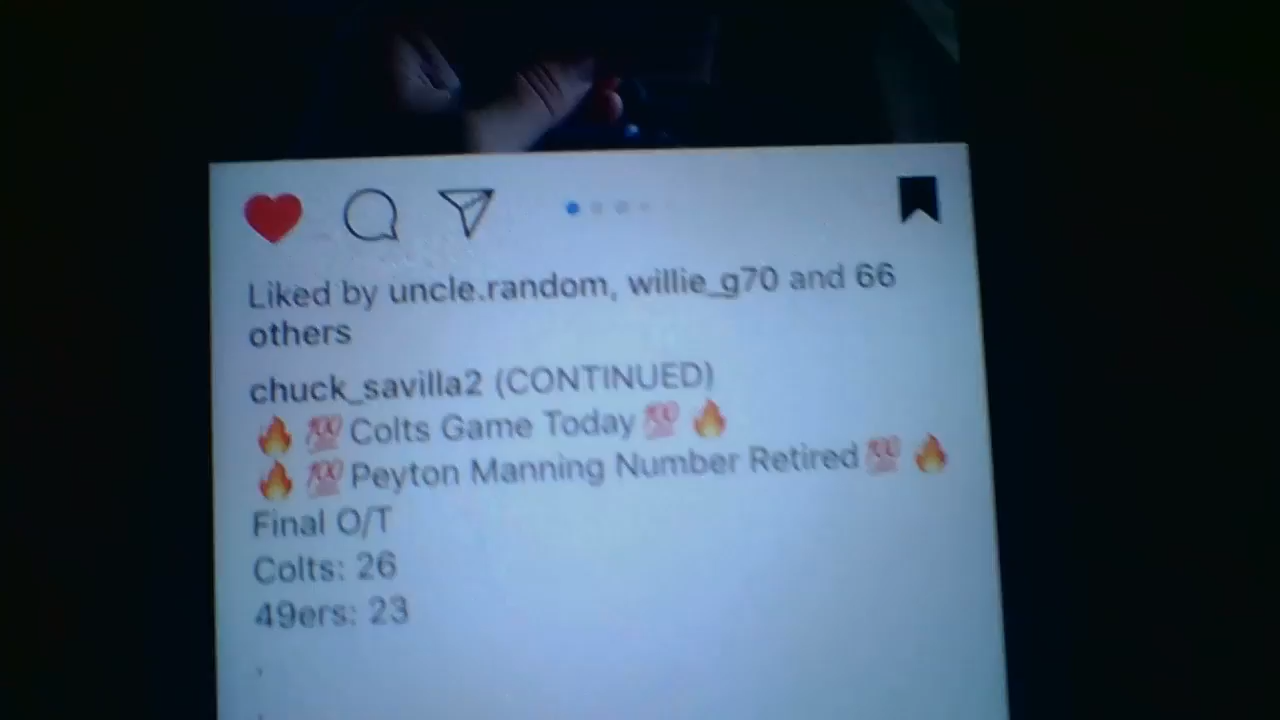 Liked by uncle.random, willie_g70 and 66
others
chuck_savilla2 (CONTINUED)
🔥 💯 Colts Game Today 💯 🔥
🔥 💯 Peyton Manning Number Retired 💯 🔥
Final O/T
Colts: 26
49ers: 23
.
.